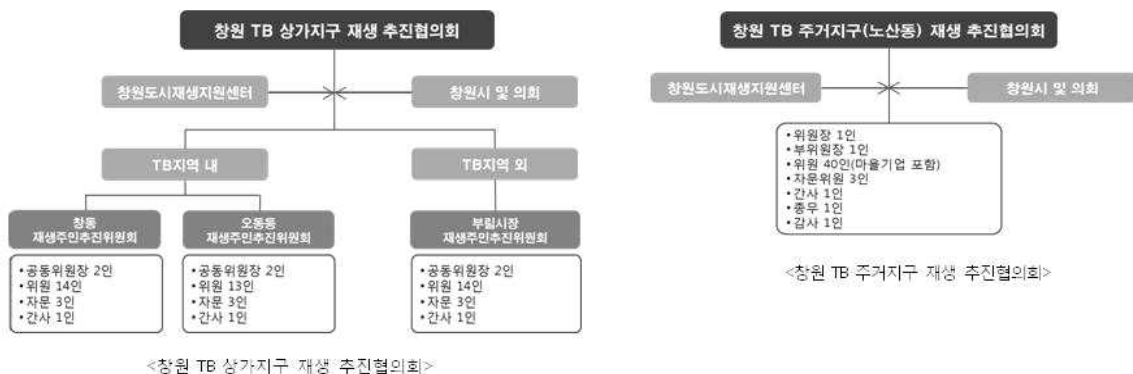 창원 TB 상가지구 재생 추진협의회
창원도시재생지원센터
창원시 및 의회
TB지역 내
TB지역 외
창동
재생주민추진위원회
오동동
재생주민추진위원회
부림시장
재생주민추진위원회
•공동위원장 2인
•위원 14인
•자문 3인
•간사 1인
•공동위원장 2인
•위원 13인
•자문 3인
•간사 1인
•공동위원장 2인
•위원 14인
•자문 3인
•간사 1인
<창원 TB 상가지구 재생 추진협의회>
창원 TB 주거지구(노산동) 재생 추진협의회
창원도시재생지원센터
창원시 및 의회
•위원장 1인
•부위원장 1인
•위원 40인(마을기업 포함)
•자문위원 3인
•간사 1인
•총무 1인
•감사 1인
<창원 TB 주거지구 재생 추진협의회>